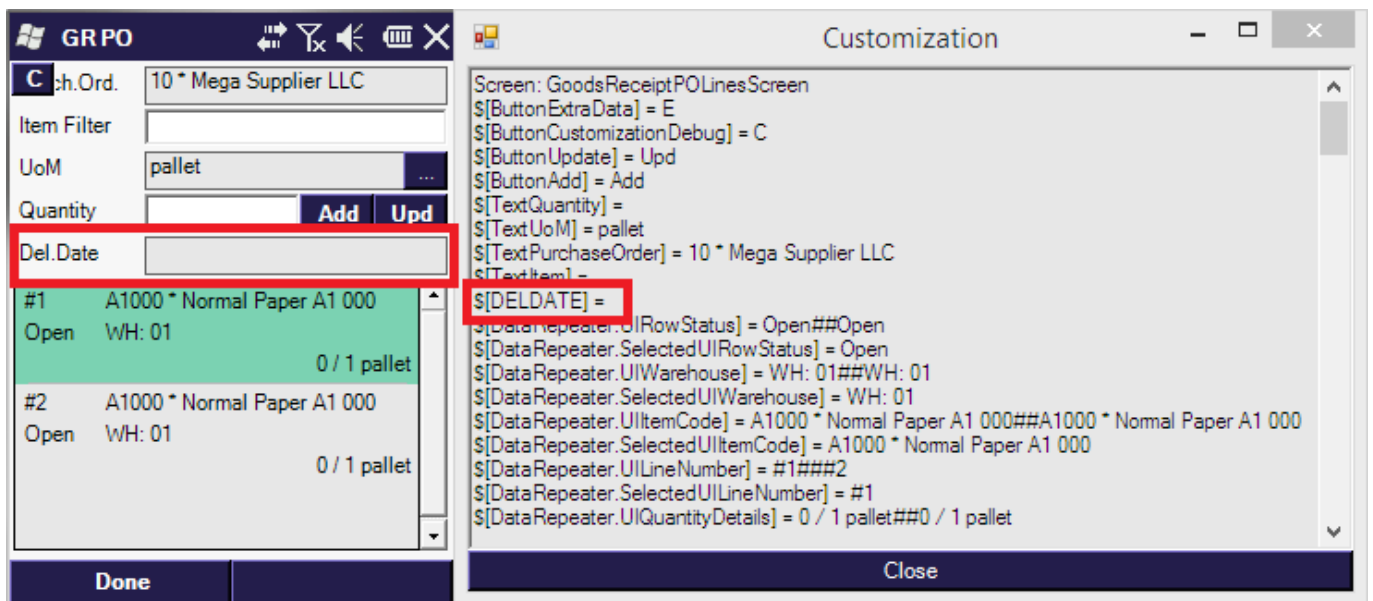 GR PO
C ch.Ord. 10 * Mega Supplier LLC
Item Filter
UoM pallet ...
Quantity Add Upd
Del.Date
#1 A1000 * Normal Paper A1 000
Open WH: 01
0 / 1 pallet
#2 A1000 * Normal Paper A1 000
Open WH: 01
0 / 1 pallet
Done
Customization
Screen: GoodsReceiptPOLinesScreen
$[ButtonExtraData] = E
$[ButtonCustomizationDebug] = C
$[ButtonUpdate] = Upd
$[ButtonAdd] = Add
$[TextQuantity] =
$[TextUoM] = pallet
$[TextPurchaseOrder] = 10 * Mega Supplier LLC
$[TextItem] =
$[DELDATE] =
$[DataRepeater.UIRowStatus] = Open##Open
$[DataRepeater.SelectedUIRowStatus] = Open
$[DataRepeater.UIWarehouse] = WH: 01##WH: 01
$[DataRepeater.SelectedUIWarehouse] = WH: 01
$[DataRepeater.UIItemCode] = A1000 * Normal Paper A1 000##A1000 * Normal Paper A1 000
$[DataRepeater.SelectedUIItemCode] = A1000 * Normal Paper A1 000
$[DataRepeater.UILineNumber] = #1###2
$[DataRepeater.SelectedUILineNumber] = #1
$[DataRepeater.UIQuantityDetails] = 0 / 1 pallet##0 / 1 pallet
Close